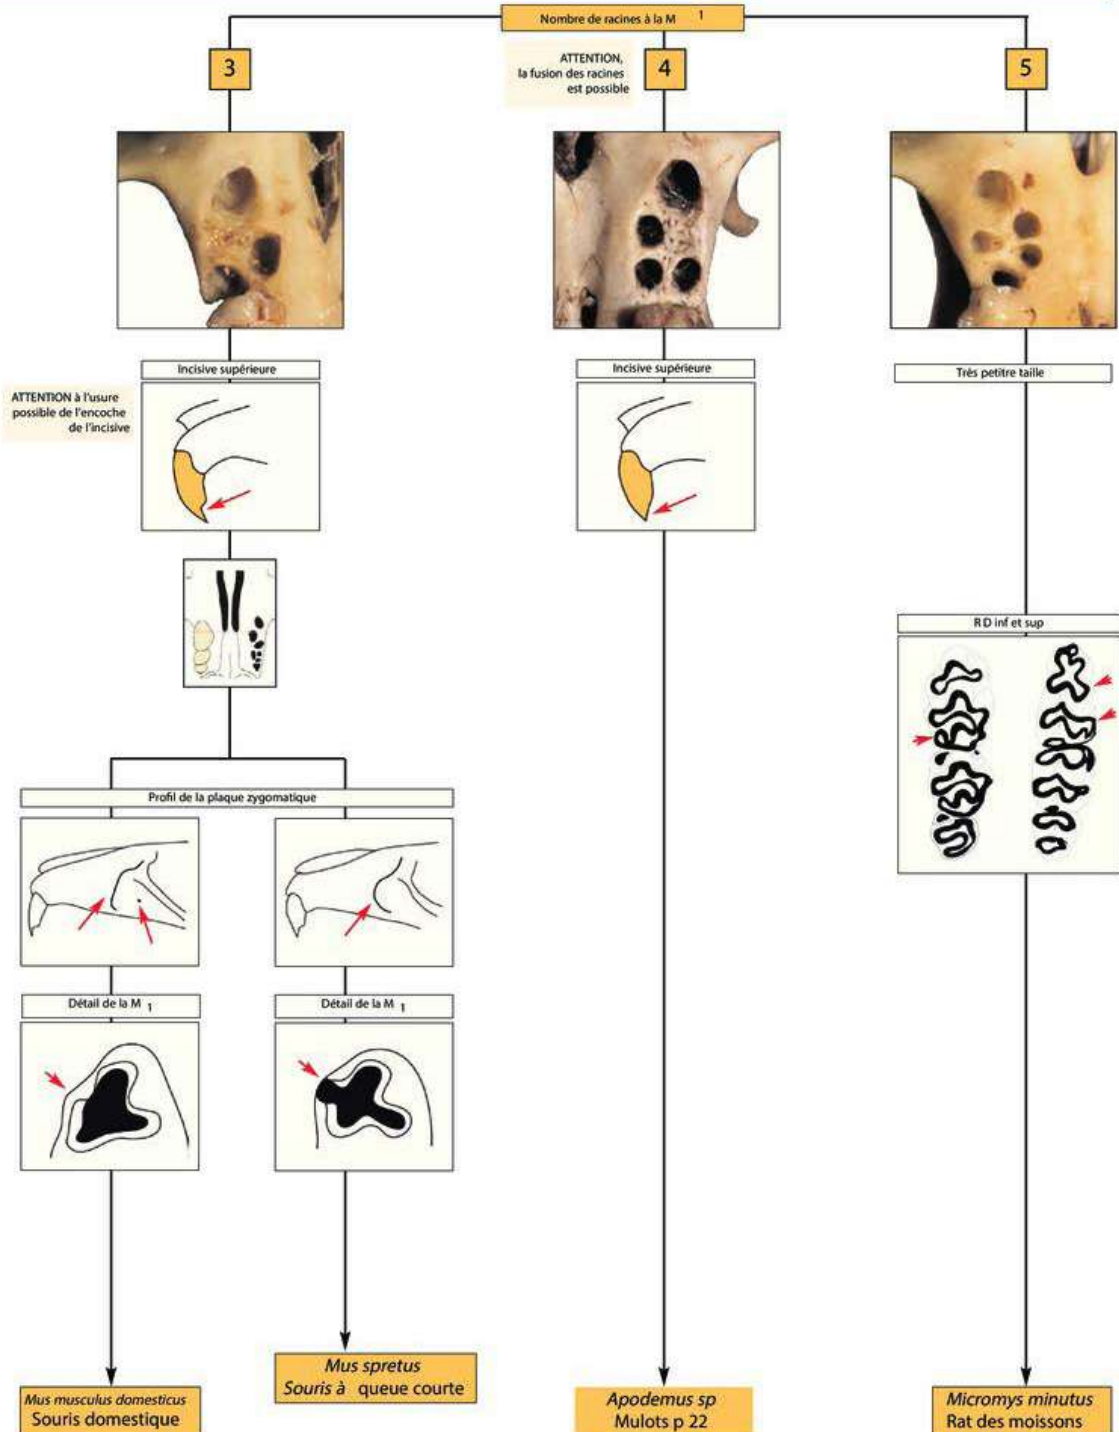 Nombre de racines à la M 1
3
ATTENTION,
la fusion des racines
est possible
4
5
Incisive supérieure
ATTENTION à l'usure
possible de l'encoche
de l'incisive
Incisive supérieure
Trés petitre taille
R D inf et sup
Profil de la plaque zygomatique
Détail de la M 1
Détail de la M 1
Mus spretus
Souris à queue courte
Mus musculus domesticus
Souris domestique
Apodemus sp
Mulots p 22
Micromys minutus
Rat des moissons